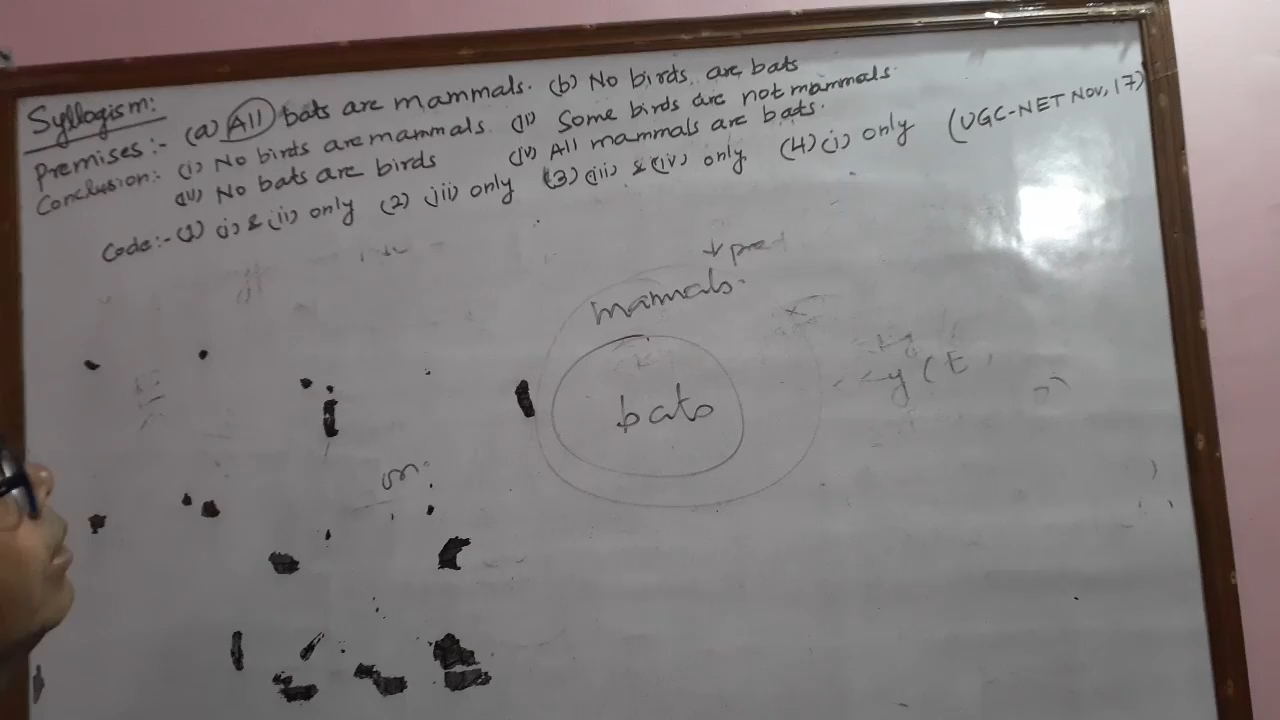 Syllogism:
Premises:- (a) All bats are mammals. (b) No birds are bats
Conclusion:- (i) No birds are mammals (ii) Some birds are not mammals.
(iii) No bats are birds (iv) All mammals are bats.
Code:- (1) (i) & (ii) only (2) (iii) only (3) (iii) & (iv) only (4) (i) only (UGC-NET Nov, 17)
mammals.
bats